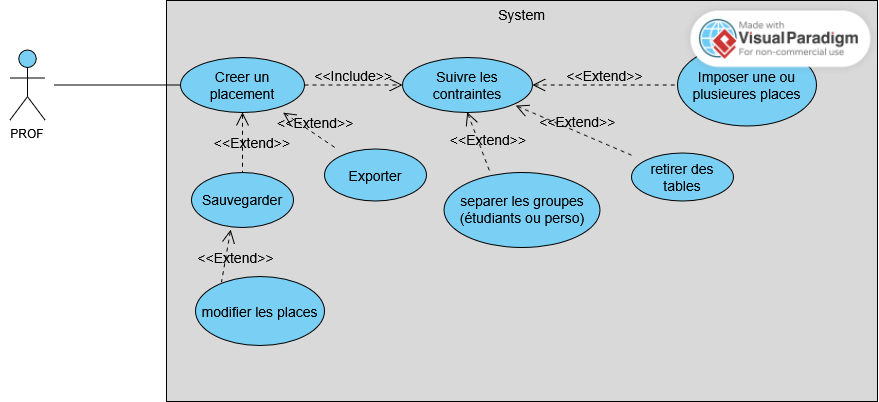 System
Made with
VisualParadigm
For non-commercial use
PROF
Creer un
placement
<<Include>>
Suivre les
contraintes
<<Extend>>
Imposer une ou
plusieures places
<<Extend>>
<<Extend>>
<<Extend>>
<<Extend>>
Exporter
retirer des
tables
Sauvegarder
separer les groupes
(étudiants ou perso)
<<Extend>>
modifier les places